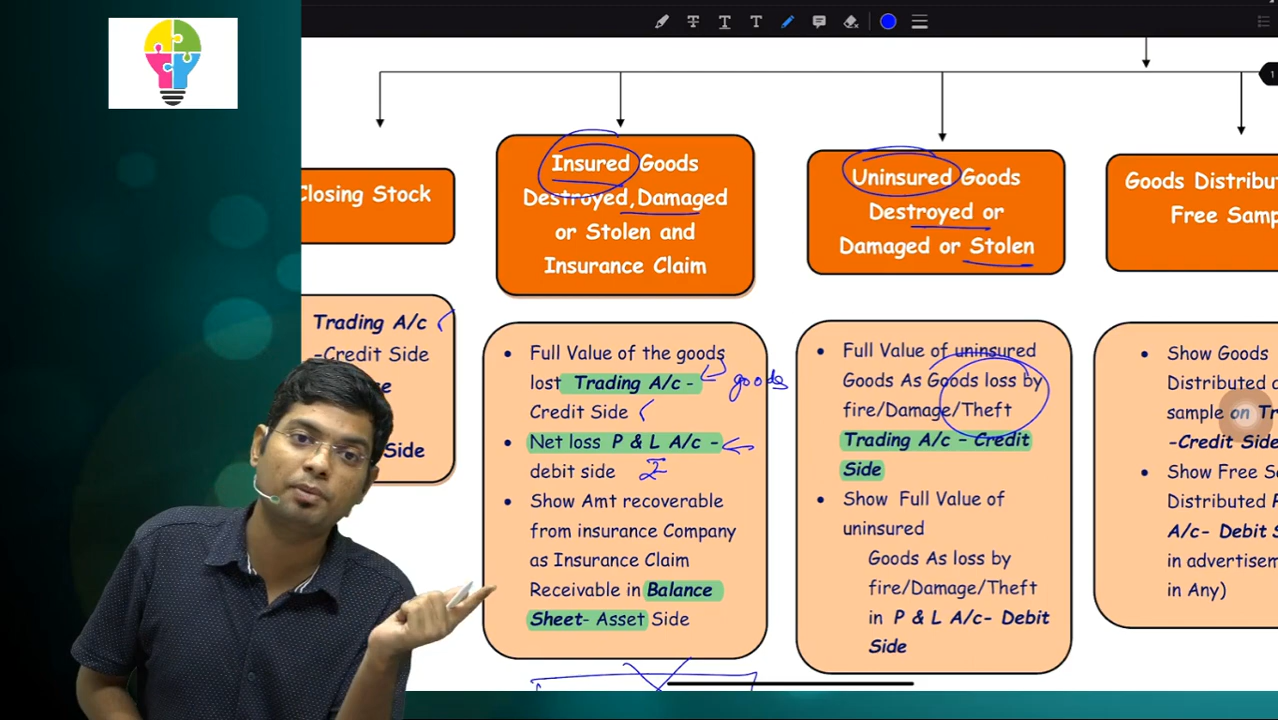 Closing Stock
Trading A/c
-Credit Side
Side
Insured Goods
Destroyed,Damaged
or Stolen and
Insurance Claim
• Full Value of the goods
lost Trading A/c -
goods
Credit Side
• Net loss P & L A/c -
debit side
• Show Amt recoverable
from insurance Company
as Insurance Claim
Receivable in Balance
Sheet- Asset Side
Uninsured Goods
Destroyed or
Damaged or Stolen
• Full Value of uninsured
Goods As Goods loss by
fire/Damage/Theft
Trading A/c - Credit
Side
• Show Full Value of
uninsured
Goods As loss by
fire/Damage/Theft
in P & L A/c- Debit
Side
Goods Distribut
Free Samp
• Show Goods
Distributed
sample on Tr
-Credit Side
• Show Free S
Distributed
A/c- Debit S
in advertisem
in Any)
1